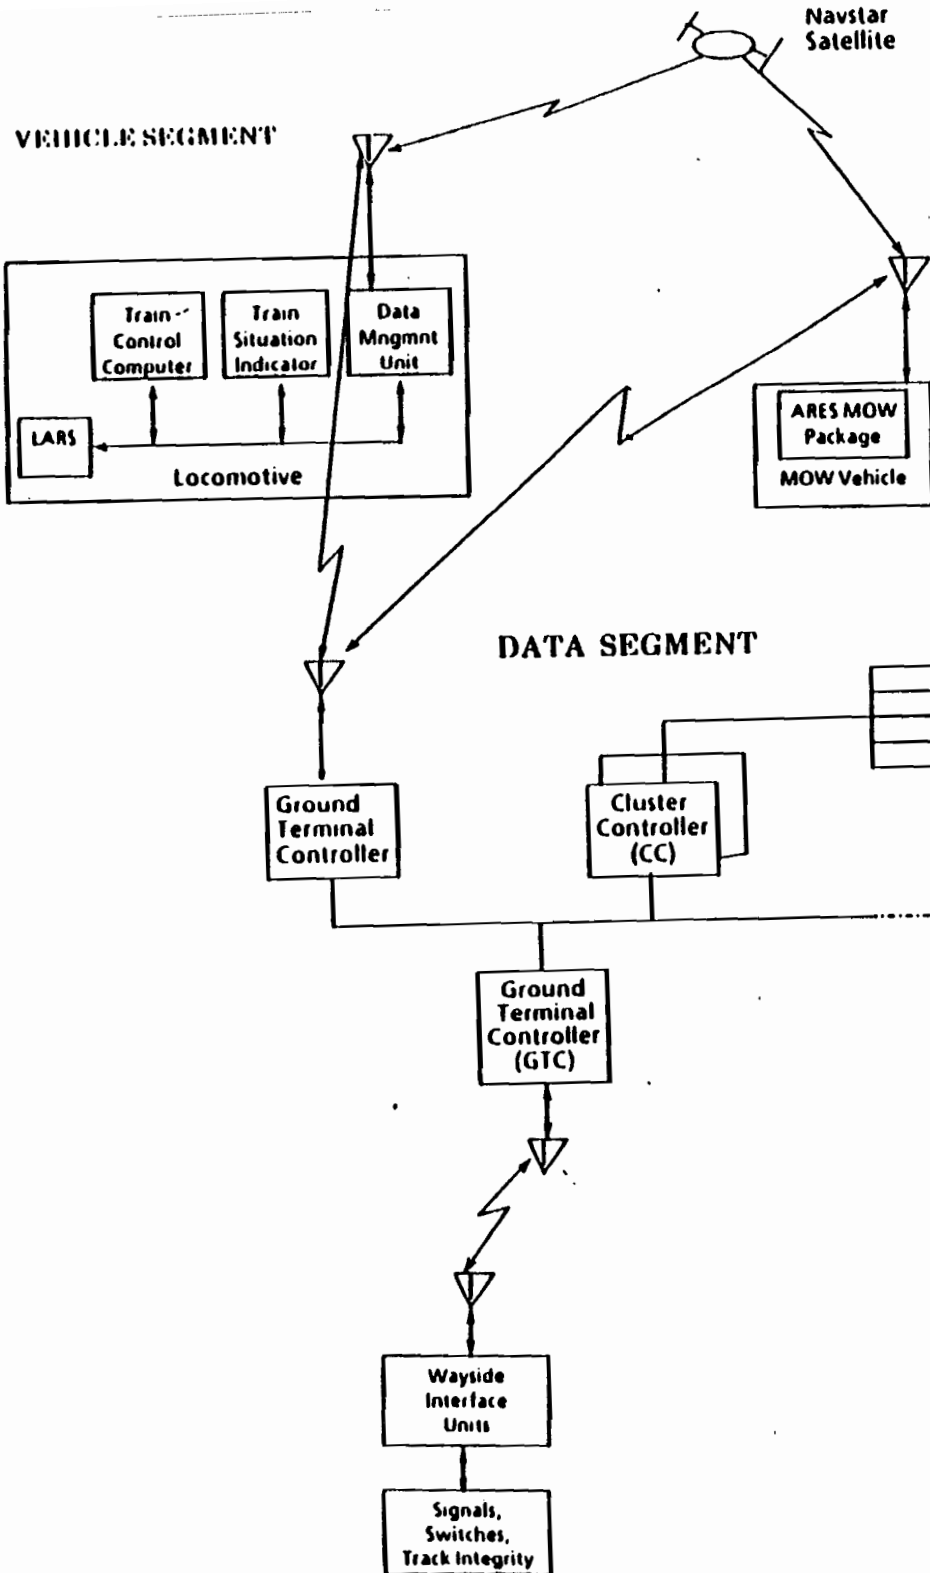 Navstar
Satellite
VEHICLE SEGMENT
Train
Control
Computer
Train
Situation
Indicator
Data
Mngmnt
Unit
LARS
Locomotive
ARES MOW
Package
MOW Vehicle
DATA SEGMENT
Ground
Terminal
Controller
Cluster
Controller
(CC)
Ground
Terminal
Controller
(GTC)
Wayside
Interface
Units
Signals,
Switches,
Track Integrity